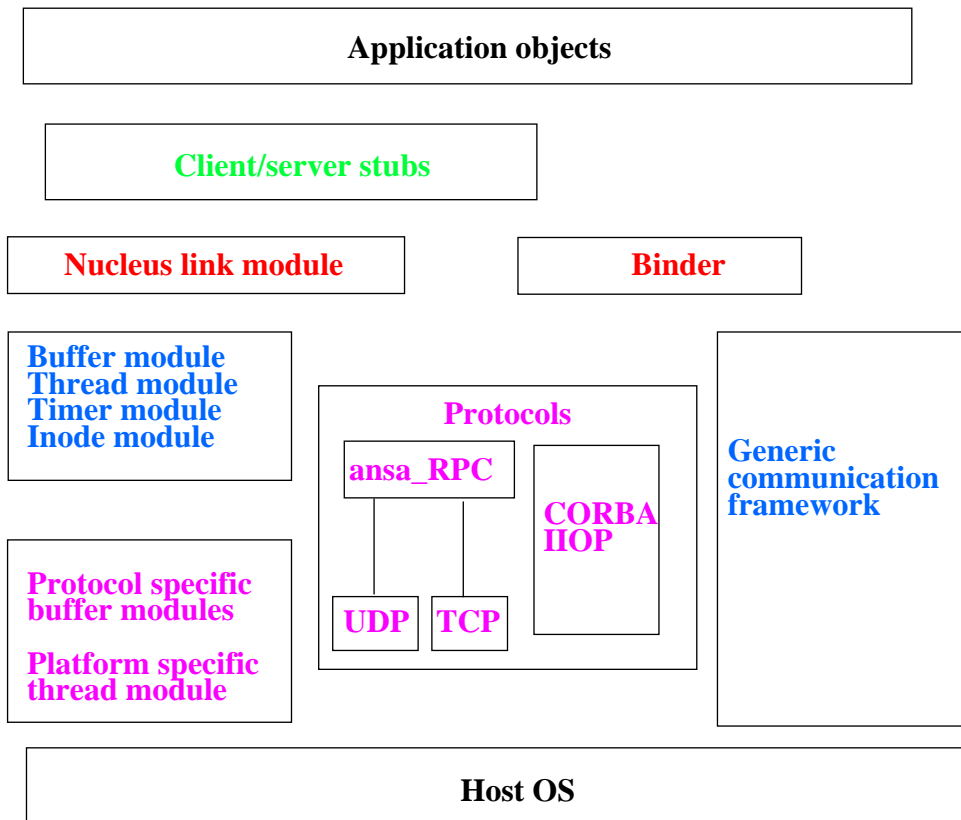 Application objects
Client/server stubs
Nucleus link module
Binder
Buffer module
Thread module
Timer module
Inode module
Protocols
ansa_RPC
CORBA
IIOP
UDP
TCP
Generic
communication
framework
Protocol specific
buffer modules
Platform specific
thread module
Host OS